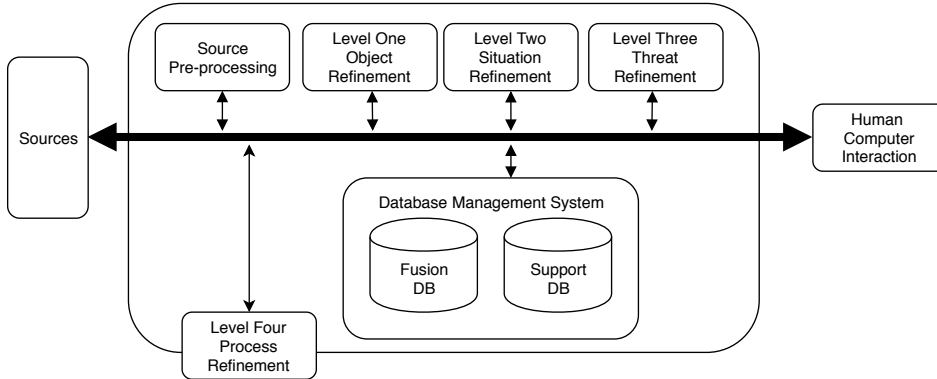 Source
Pre-processing
Level One
Object
Refinement
Level Two
Situation
Refinement
Level Three
Threat
Refinement
Sources
Human
Computer
Interaction
Database Management System
Fusion
DB
Support
DB
Level Four
Process
Refinement